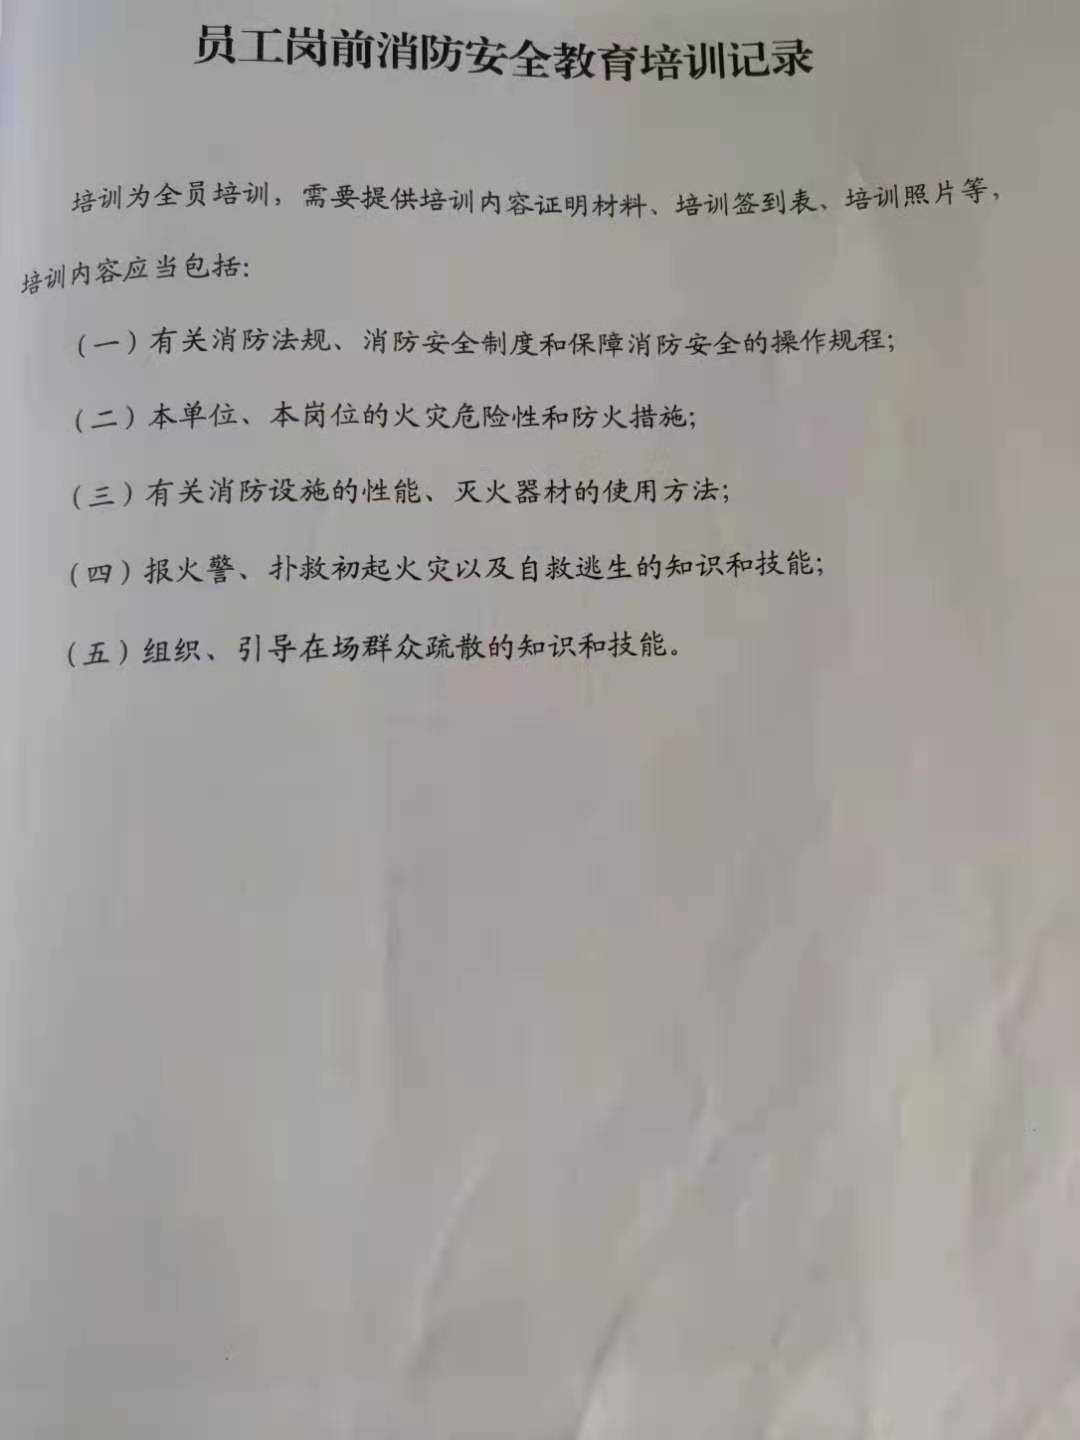 员工岗前消防安全教育培训记录
培训为全员培训，需要提供培训内容证明材料、培训签到表、培训照片等，
培训内容应当包括：
（一）有关消防法规、消防安全制度和保障消防安全的操作规程；
（二）本单位、本岗位的火灾危险性和防火措施；
（三）有关消防设施的性能、灭火器材的使用方法；
（四）报火警、扑救初起火灾以及自救逃生的知识和技能；
（五）组织、引导在场群众疏散的知识和技能。